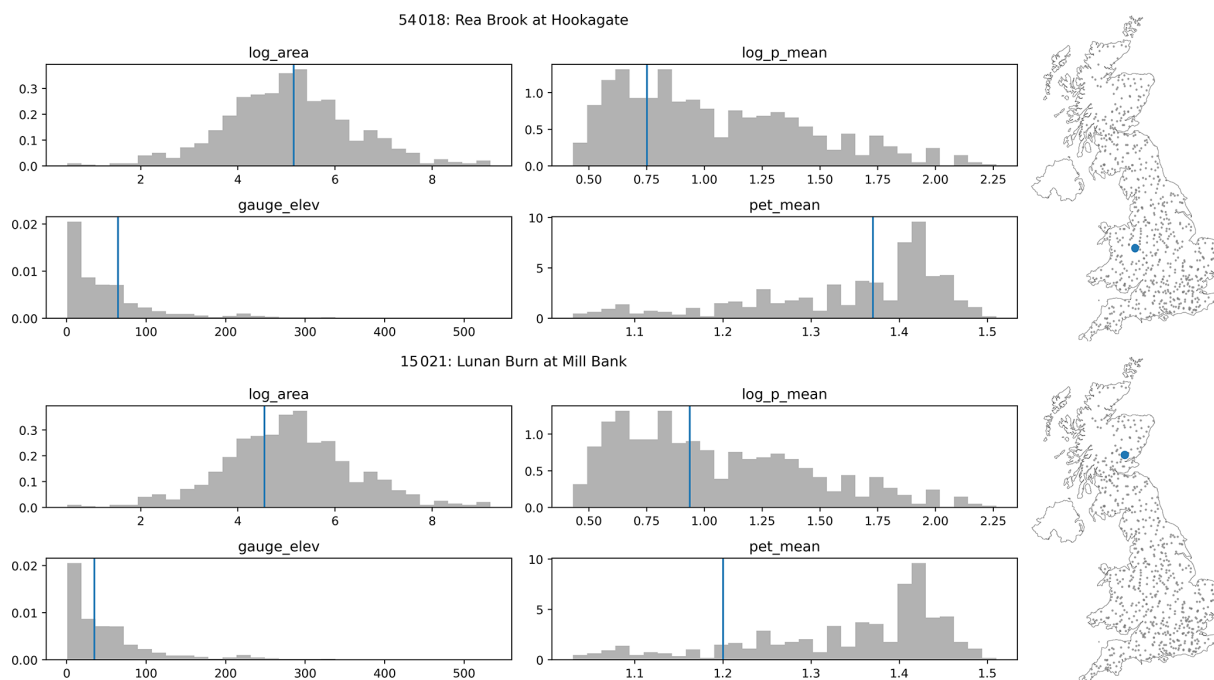 54018: Rea Brook at Hookagate
log_area
log_p_mean
0.3
0.2
0.1
0.0
2 4 6 8
1.0
0.5
0.0
0.50 0.75 1.00 1.25 1.50 1.75 2.00 2.25
gauge_elev
pet_mean
0.02
0.01
0.00
0 100 200 300 400 500
10
5
0
1.1 1.2 1.3 1.4 1.5
15021: Lunan Burn at Mill Bank
log_area
log_p_mean
0.3
0.2
0.1
0.0
2 4 6 8
1.0
0.5
0.0
0.50 0.75 1.00 1.25 1.50 1.75 2.00 2.25
gauge_elev
pet_mean
0.02
0.01
0.00
0 100 200 300 400 500
10
5
0
1.1 1.2 1.3 1.4 1.5